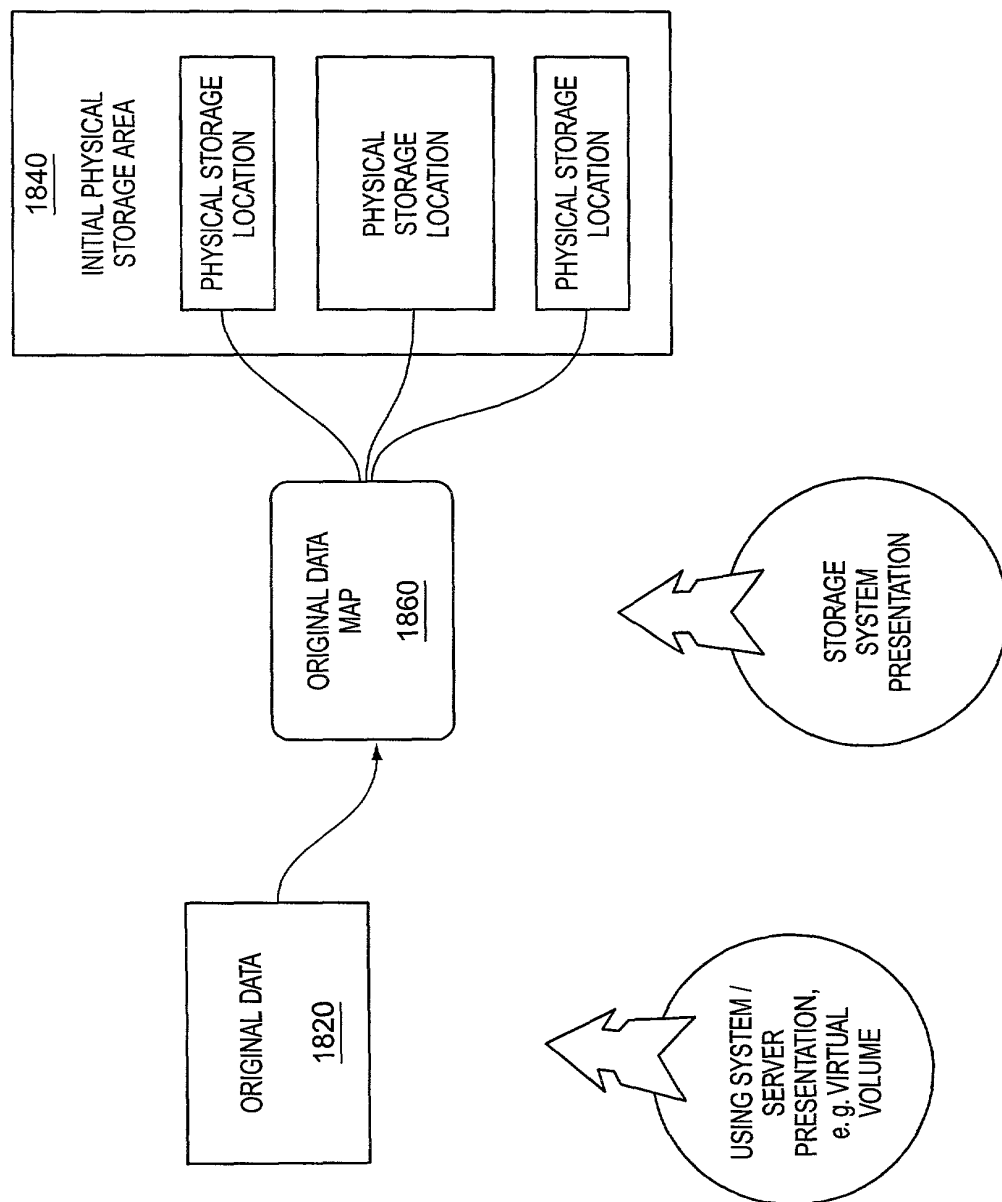 ORIGINAL DATA
1820
ORIGINAL DATA
MAP
1860
1840
INITIAL PHYSICAL
STORAGE AREA
PHYSICAL STORAGE
LOCATION
PHYSICAL
STORAGE
LOCATION
PHYSICAL STORAGE
LOCATION
USING SYSTEM /
SERVER
PRESENTATION,
e. g. VIRTUAL
VOLUME
STORAGE
SYSTEM
PRESENTATION